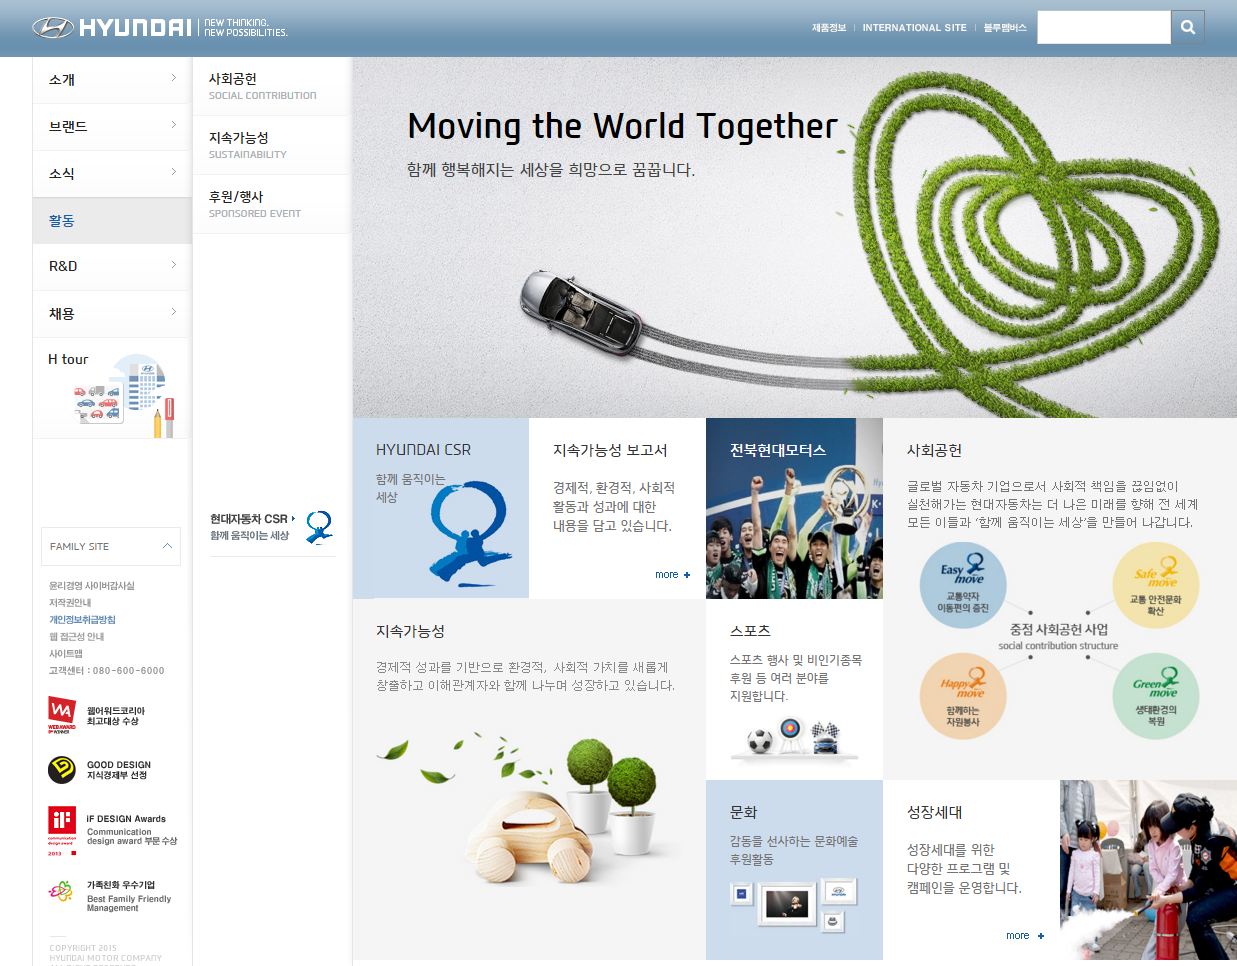 HYUNDAI
NEW THINKING.
NEW POSSIBILITIES.
제품정보
INTERNATIONAL SITE
블루멤버스
소개
브랜드
소식
활동
R&D
채용
H tour
사회공헌
SOCIAL CONTRIBUTION
지속가능성
SUSTAINABILITY
후원/행사
SPONSORED EVENT
현대자동차 CSR
함께 움직이는 세상
FAMILY SITE
윤리경영 사이버감사실
저작권안내
개인정보취급방침
웹 접근성 안내
사이트맵
고객센터 : 080-600-6000
WEB AWARD
웹어워드코리아
최고대상 수상
GOOD DESIGN
지식경제부 선정
iF
communication
design award
2013
iF DESIGN Awards
Communication
design award 부문 수상
가족친화 우수기업
Best Family Friendly
Management
COPYRIGHT 2015
HYUNDAI MOTOR COMPANY
Moving the World Together
함께 행복해지는 세상을 희망으로 꿈꿉니다.
HYUNDAI CSR
함께 움직이는
세상
지속가능성 보고서
경제적, 환경적, 사회적
활동과 성과에 대한
내용을 담고 있습니다.
more
전북현대모터스
사회공헌
글로벌 자동차 기업으로서 사회적 책임을 끊임없이
실천해가는 현대자동차는 더 나은 미래를 향해 전 세계
모든 이들과 '함께 움직이는 세상'을 만들어 나갑니다.
Easy
move
교통약자
이동편의 증진
Safe
move
교통 안전문화
확산
중점 사회공헌 사업
social contribution structure
Happy
move
함께하는
자원봉사
Green
move
생태환경의
복원
지속가능성
경제적 성과를 기반으로 환경적, 사회적 가치를 새롭게
창출하고 이해관계자와 함께 나누며 성장하고 있습니다.
스포츠
스포츠 행사 및 비인기종목
후원 등 여러 분야를
지원합니다.
문화
감동을 선사하는 문화예술
후원활동
성장세대
성장세대를 위한
다양한 프로그램 및
캠페인을 운영합니다.
more